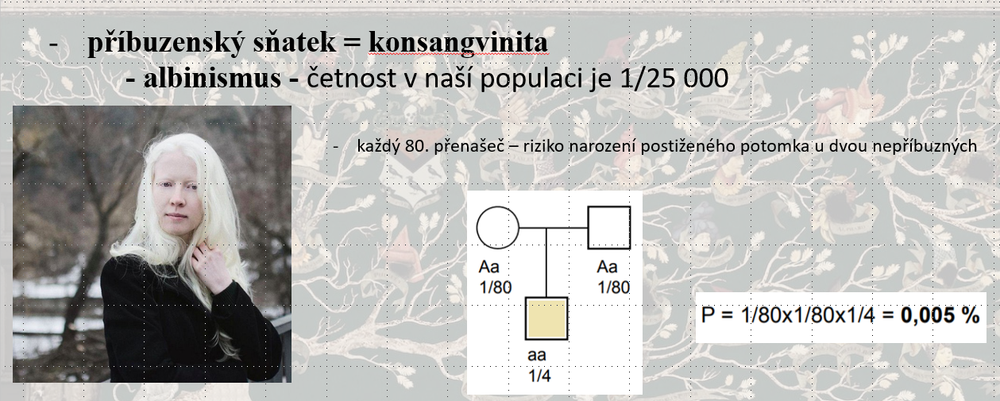 - příbuzenský sňatek = konsangvinita
- albinismus - četnost v naší populaci je 1/25 000
- každý 80. přenašeč – riziko narození postiženého potomka u dvou nepříbuzných
Aa Aa
1/80 1/80
P = 1/80x1/80x1/4 = 0,005 %
aa
1/4